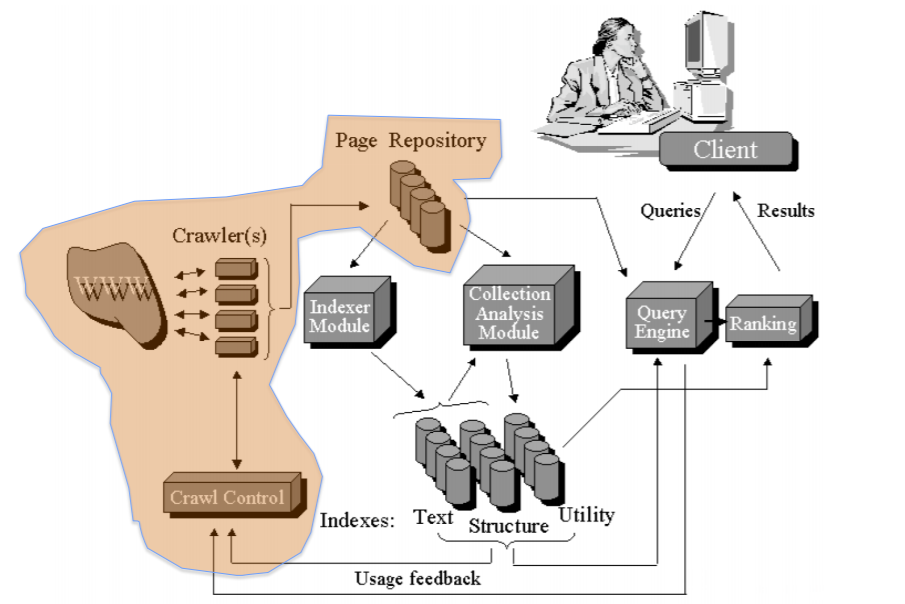 Page Repository
Client
Crawler(s)
Queries
Results
WWW
Indexer
Module
Collection
Analysis
Module
Query
Engine
Ranking
Crawl Control
Indexes:
Text
Structure
Utility
Usage feedback